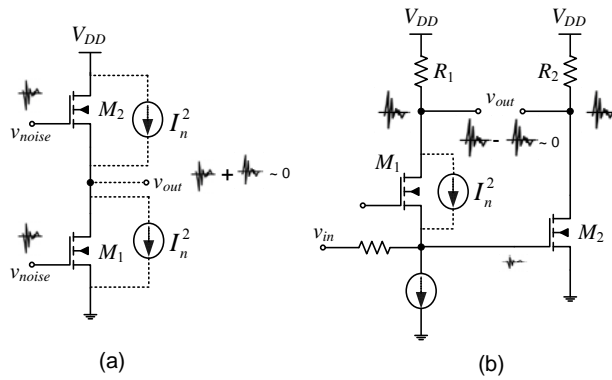 V_DD
M_2
I_n^2
v_noise
+ ~ 0
v_out
M_1
I_n^2
v_noise
(a)
V_DD V_DD
R_1 R_2
v_out
- ~ 0
M_1
I_n^2
v_in
M_2
(b)